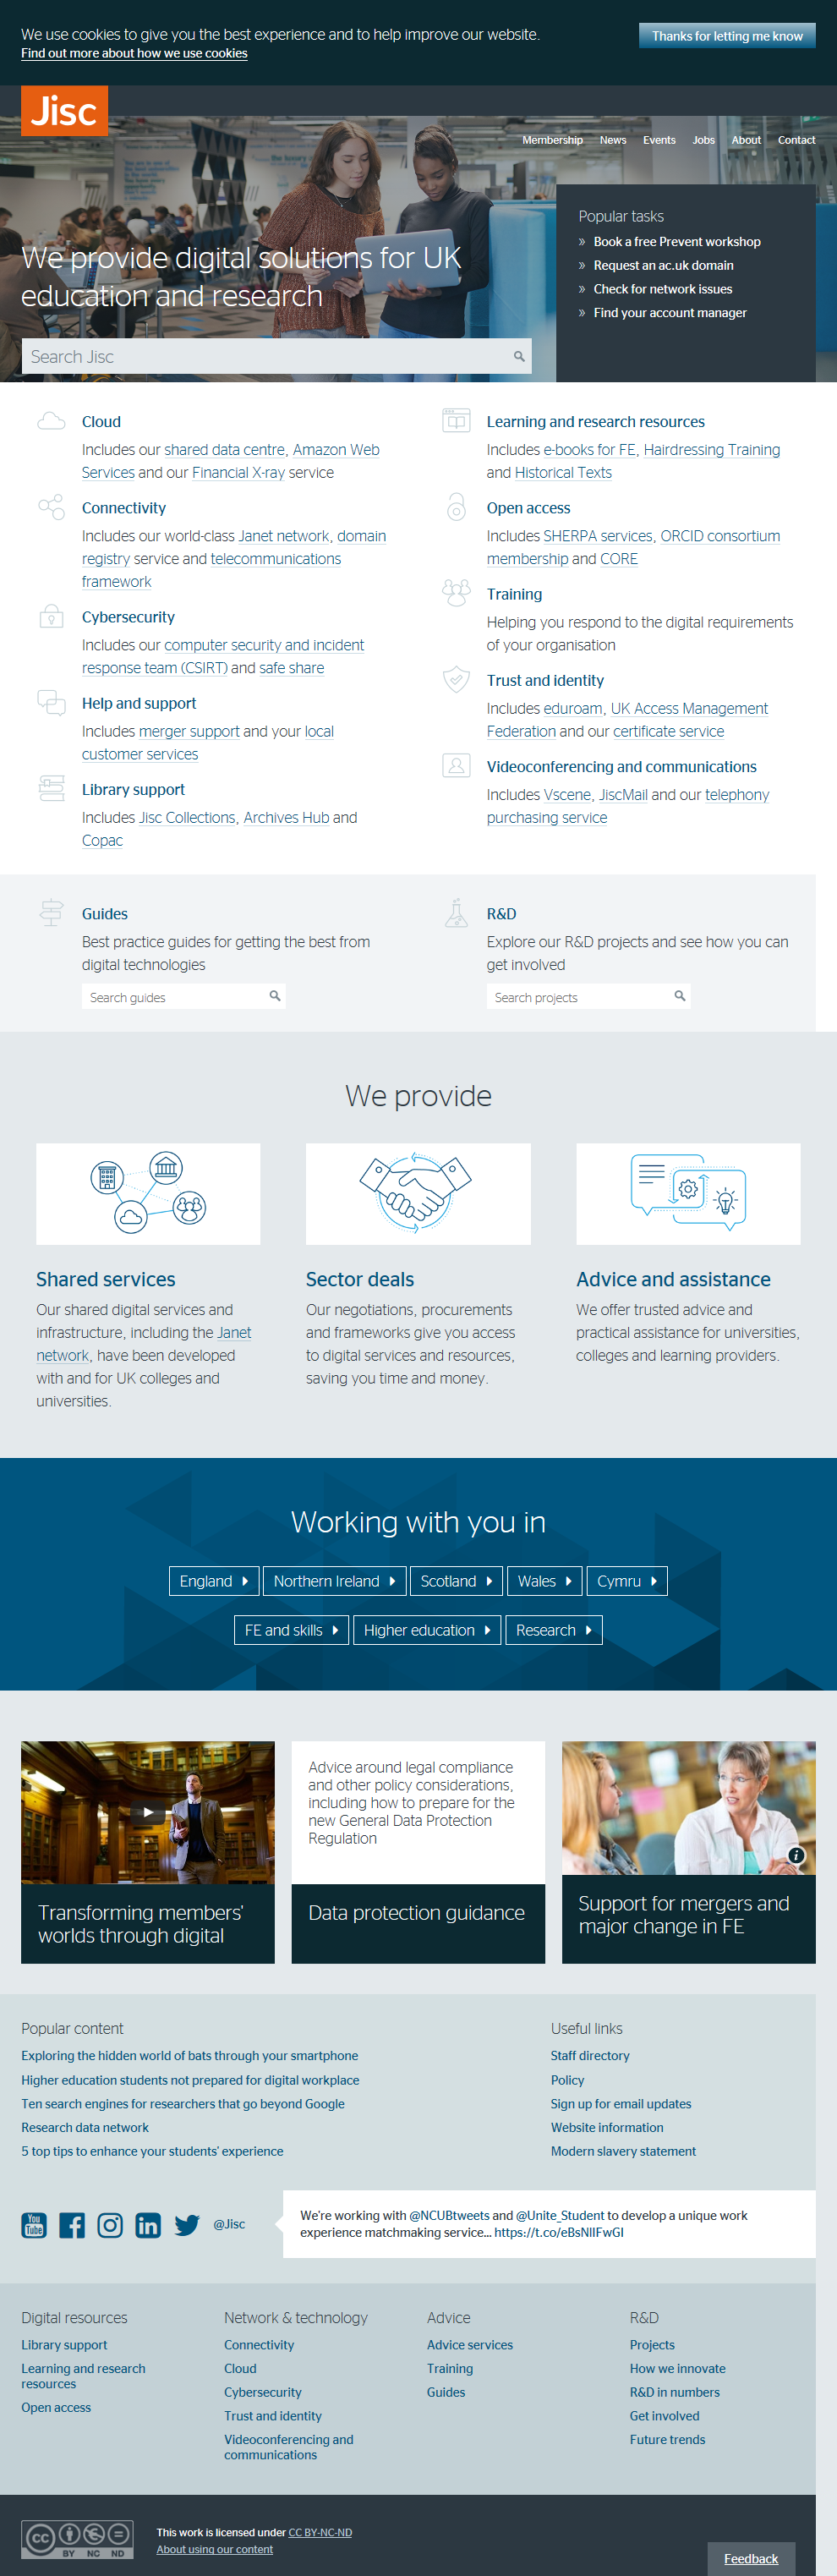 We use cookies to give you the best experience and to help improve our website.
Find out more about how we use cookies
Thanks for letting me know
Jisc
Membership
News
Events
Jobs
About
Contact
We provide digital solutions for UK
education and research
Search Jisc
Popular tasks
» Book a free Prevent workshop
» Request an ac.uk domain
» Check for network issues
» Find your account manager
Cloud
Includes our shared data centre, Amazon Web
Services and our Financial X-ray service
Connectivity
Includes our world-class Janet network, domain
registry service and telecommunications
framework
Cybersecurity
Includes our computer security and incident
response team (CSIRT) and safe share
Help and support
Includes merger support and your local
customer services
Library support
Includes Jisc Collections, Archives Hub and
Copac
Learning and research resources
Includes e-books for FE, Hairdressing Training
and Historical Texts
Open access
Includes SHERPA services, ORCID consortium
membership and CORE
Training
Helping you respond to the digital requirements
of your organisation
Trust and identity
Includes eduroam, UK Access Management
Federation and our certificate service
Videoconferencing and communications
Includes Vscene, JiscMail and our telephony
purchasing service
Guides
Best practice guides for getting the best from
digital technologies
Search guides
R&D
Explore our R&D projects and see how you can
get involved
Search projects
We provide
Shared services
Our shared digital services and
infrastructure, including the Janet
network, have been developed
with and for UK colleges and
universities.
Sector deals
Our negotiations, procurements
and frameworks give you access
to digital services and resources,
saving you time and money.
Advice and assistance
We offer trusted advice and
practical assistance for universities,
colleges and learning providers.
Working with you in
England
Northern Ireland
Scotland
Wales
Cymru
FE and skills
Higher education
Research
Transforming members'
worlds through digital
Advice around legal compliance
and other policy considerations,
including how to prepare for the
new General Data Protection
Regulation
Data protection guidance
i
Support for mergers and
major change in FE
Popular content
Exploring the hidden world of bats through your smartphone
Higher education students not prepared for digital workplace
Ten search engines for researchers that go beyond Google
Research data network
5 top tips to enhance your students' experience
Useful links
Staff directory
Policy
Sign up for email updates
Website information
Modern slavery statement
You
Tube
f
in
@Jisc
We're working with @NCUBtweets and @Unite_Student to develop a unique work
experience matchmaking service... https://t.co/eBsNIIFwGI
Digital resources
Library support
Learning and research
resources
Open access
Network & technology
Connectivity
Cloud
Cybersecurity
Trust and identity
Videoconferencing and
communications
Advice
Advice services
Training
Guides
R&D
Projects
How we innovate
R&D in numbers
Get involved
Future trends
cc
BY NC ND
This work is licensed under CC BY-NC-ND
About using our content
Feedback